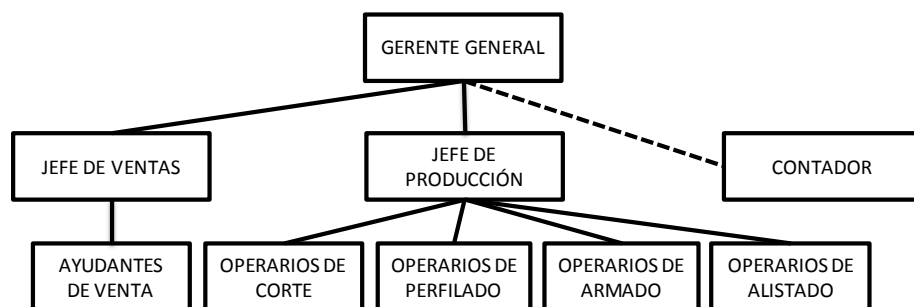 GERENTE GENERAL
JEFE DE VENTAS
JEFE DE
PRODUCCIÓN
CONTADOR
AYUDANTES
DE VENTA
OPERARIOS DE
CORTE
OPERARIOS DE
PERFILADO
OPERARIOS DE
ARMADO
OPERARIOS DE
ALISTADO